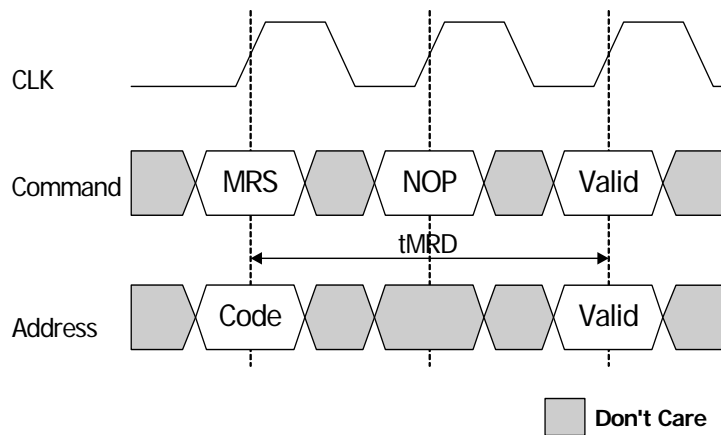 CLK
Command MRS NOP Valid
tMRD
Address Code Valid
Don't Care